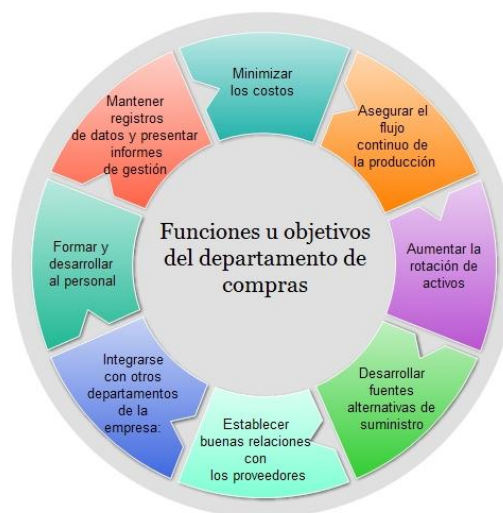 Funciones u objetivos
del departamento de
compras
Minimizar
los costos
Asegurar el
flujo
continuo de
la producción
Aumentar la
rotación de
activos
Desarrollar
fuentes
alternativas de
suministro
Establecer
buenas relaciones
con
los proveedores
Integrarse
con otros
departamentos
de la
empresa:
Formar y
desarrollar
al personal
Mantener
registros
de datos y presentar
informes
de gestión